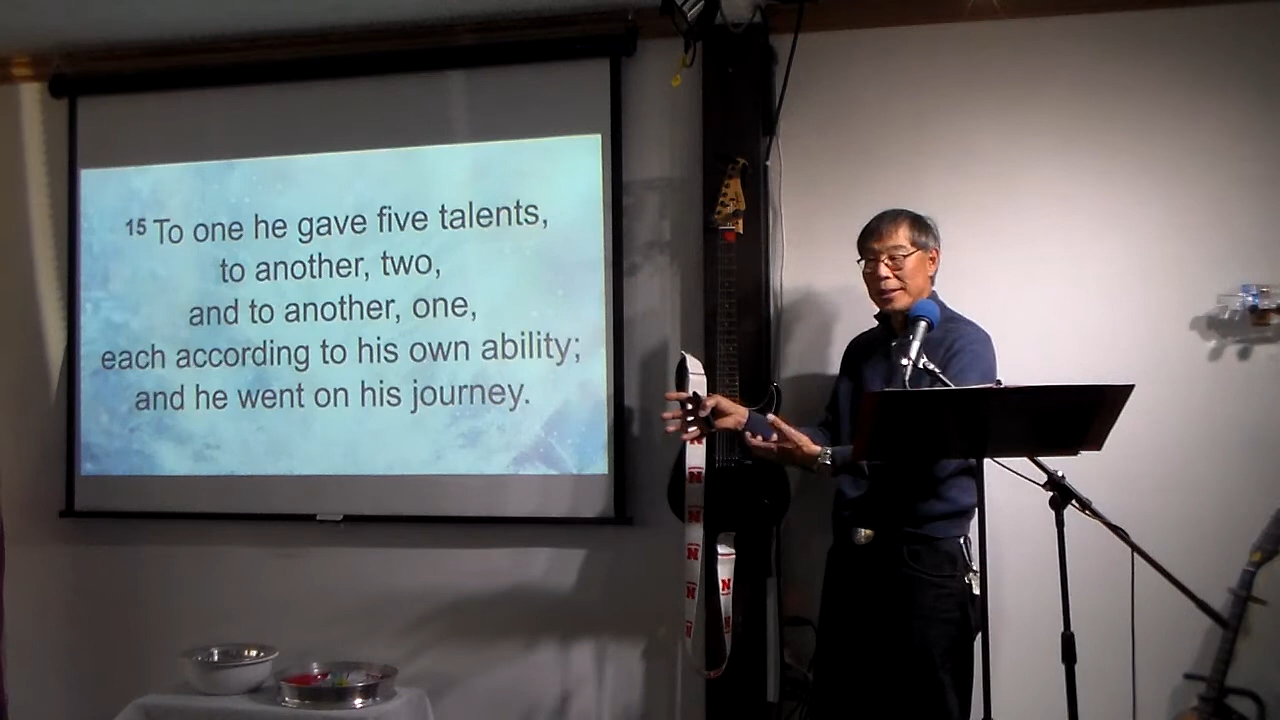 15 To one he gave five talents,
to another, two,
and to another, one,
each according to his own ability;
and he went on his journey.
N
N
N
N
N
N
N
N